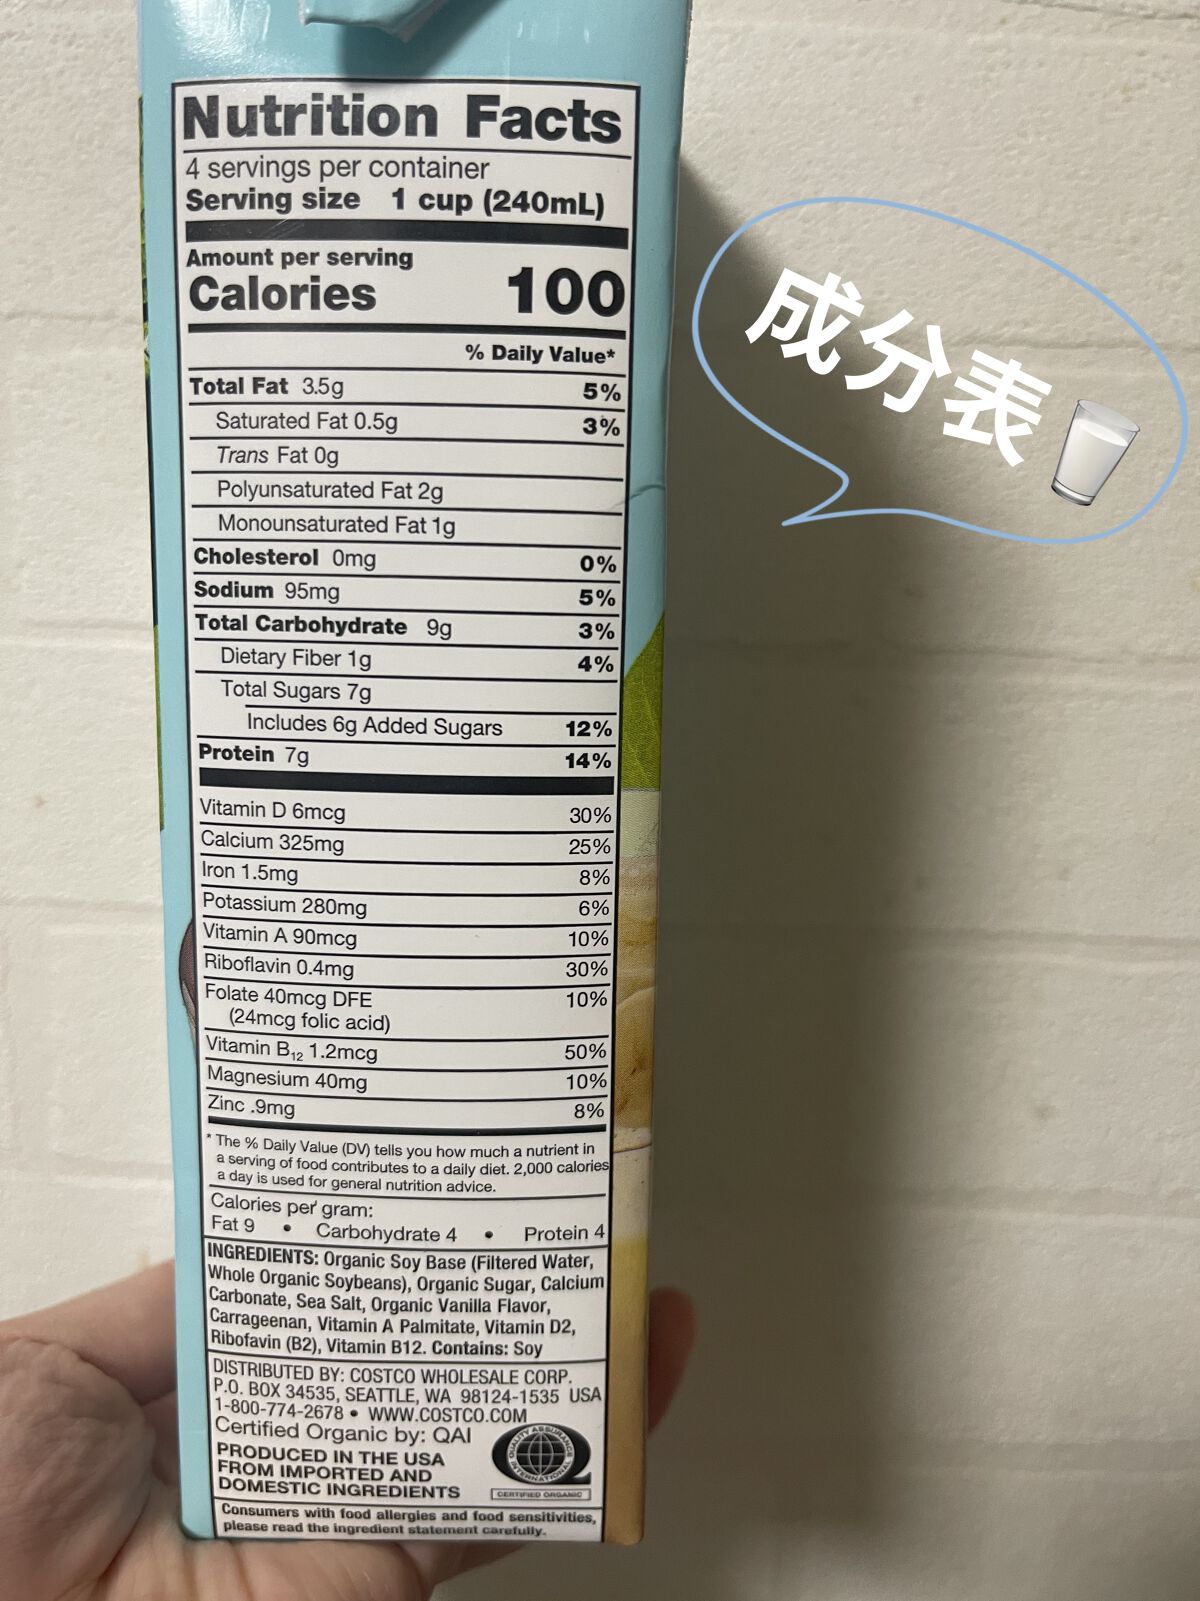 Nutrition Facts
4 servings per container
Serving size 1 cup (240mL)
Amount per serving
Calories 100
% Daily Value*
Total Fat 3.5g 5%
Saturated Fat 0.5g 3%
Trans Fat 0g
Polyunsaturated Fat 2g
Monounsaturated Fat 1g
Cholesterol 0mg 0%
Sodium 95mg 5%
Total Carbohydrate 9g 3%
Dietary Fiber 1g 4%
Total Sugars 7g
Includes 6g Added Sugars 12%
Protein 7g 14%
Vitamin D 6mcg 30%
Calcium 325mg 25%
Iron 1.5mg 8%
Potassium 280mg 6%
Vitamin A 90mcg 10%
Riboflavin 0.4mg 30%
Folate 40mcg DFE 10%
(24mcg folic acid)
Vitamin B12 1.2mcg 50%
Magnesium 40mg 10%
Zinc .9mg 8%
* The % Daily Value (DV) tells you how much a nutrient in
a serving of food contributes to a daily diet. 2,000 calories
a day is used for general nutrition advice.
Calories per gram:
Fat 9 • Carbohydrate 4 • Protein 4
INGREDIENTS: Organic Soy Base (Filtered Water,
Whole Organic Soybeans), Organic Sugar, Calcium
Carbonate, Sea Salt, Organic Vanilla Flavor,
Carrageenan, Vitamin A Palmitate, Vitamin D2,
Ribofavin (B2), Vitamin B12. Contains: Soy
DISTRIBUTED BY: COSTCO WHOLESALE CORP.
P.O. BOX 34535, SEATTLE, WA 98124-1535 USA
1-800-774-2678 • WWW.COSTCO.COM
Certified Organic by: QAI
PRODUCED IN THE USA
FROM IMPORTED AND
DOMESTIC INGREDIENTS
QUALITY ASSURANCE
INTERNATIONAL
CERTIFIED ORGANIC
Consumers with food allergies and food sensitivities,
please read the ingredient statement carefully.
成分表